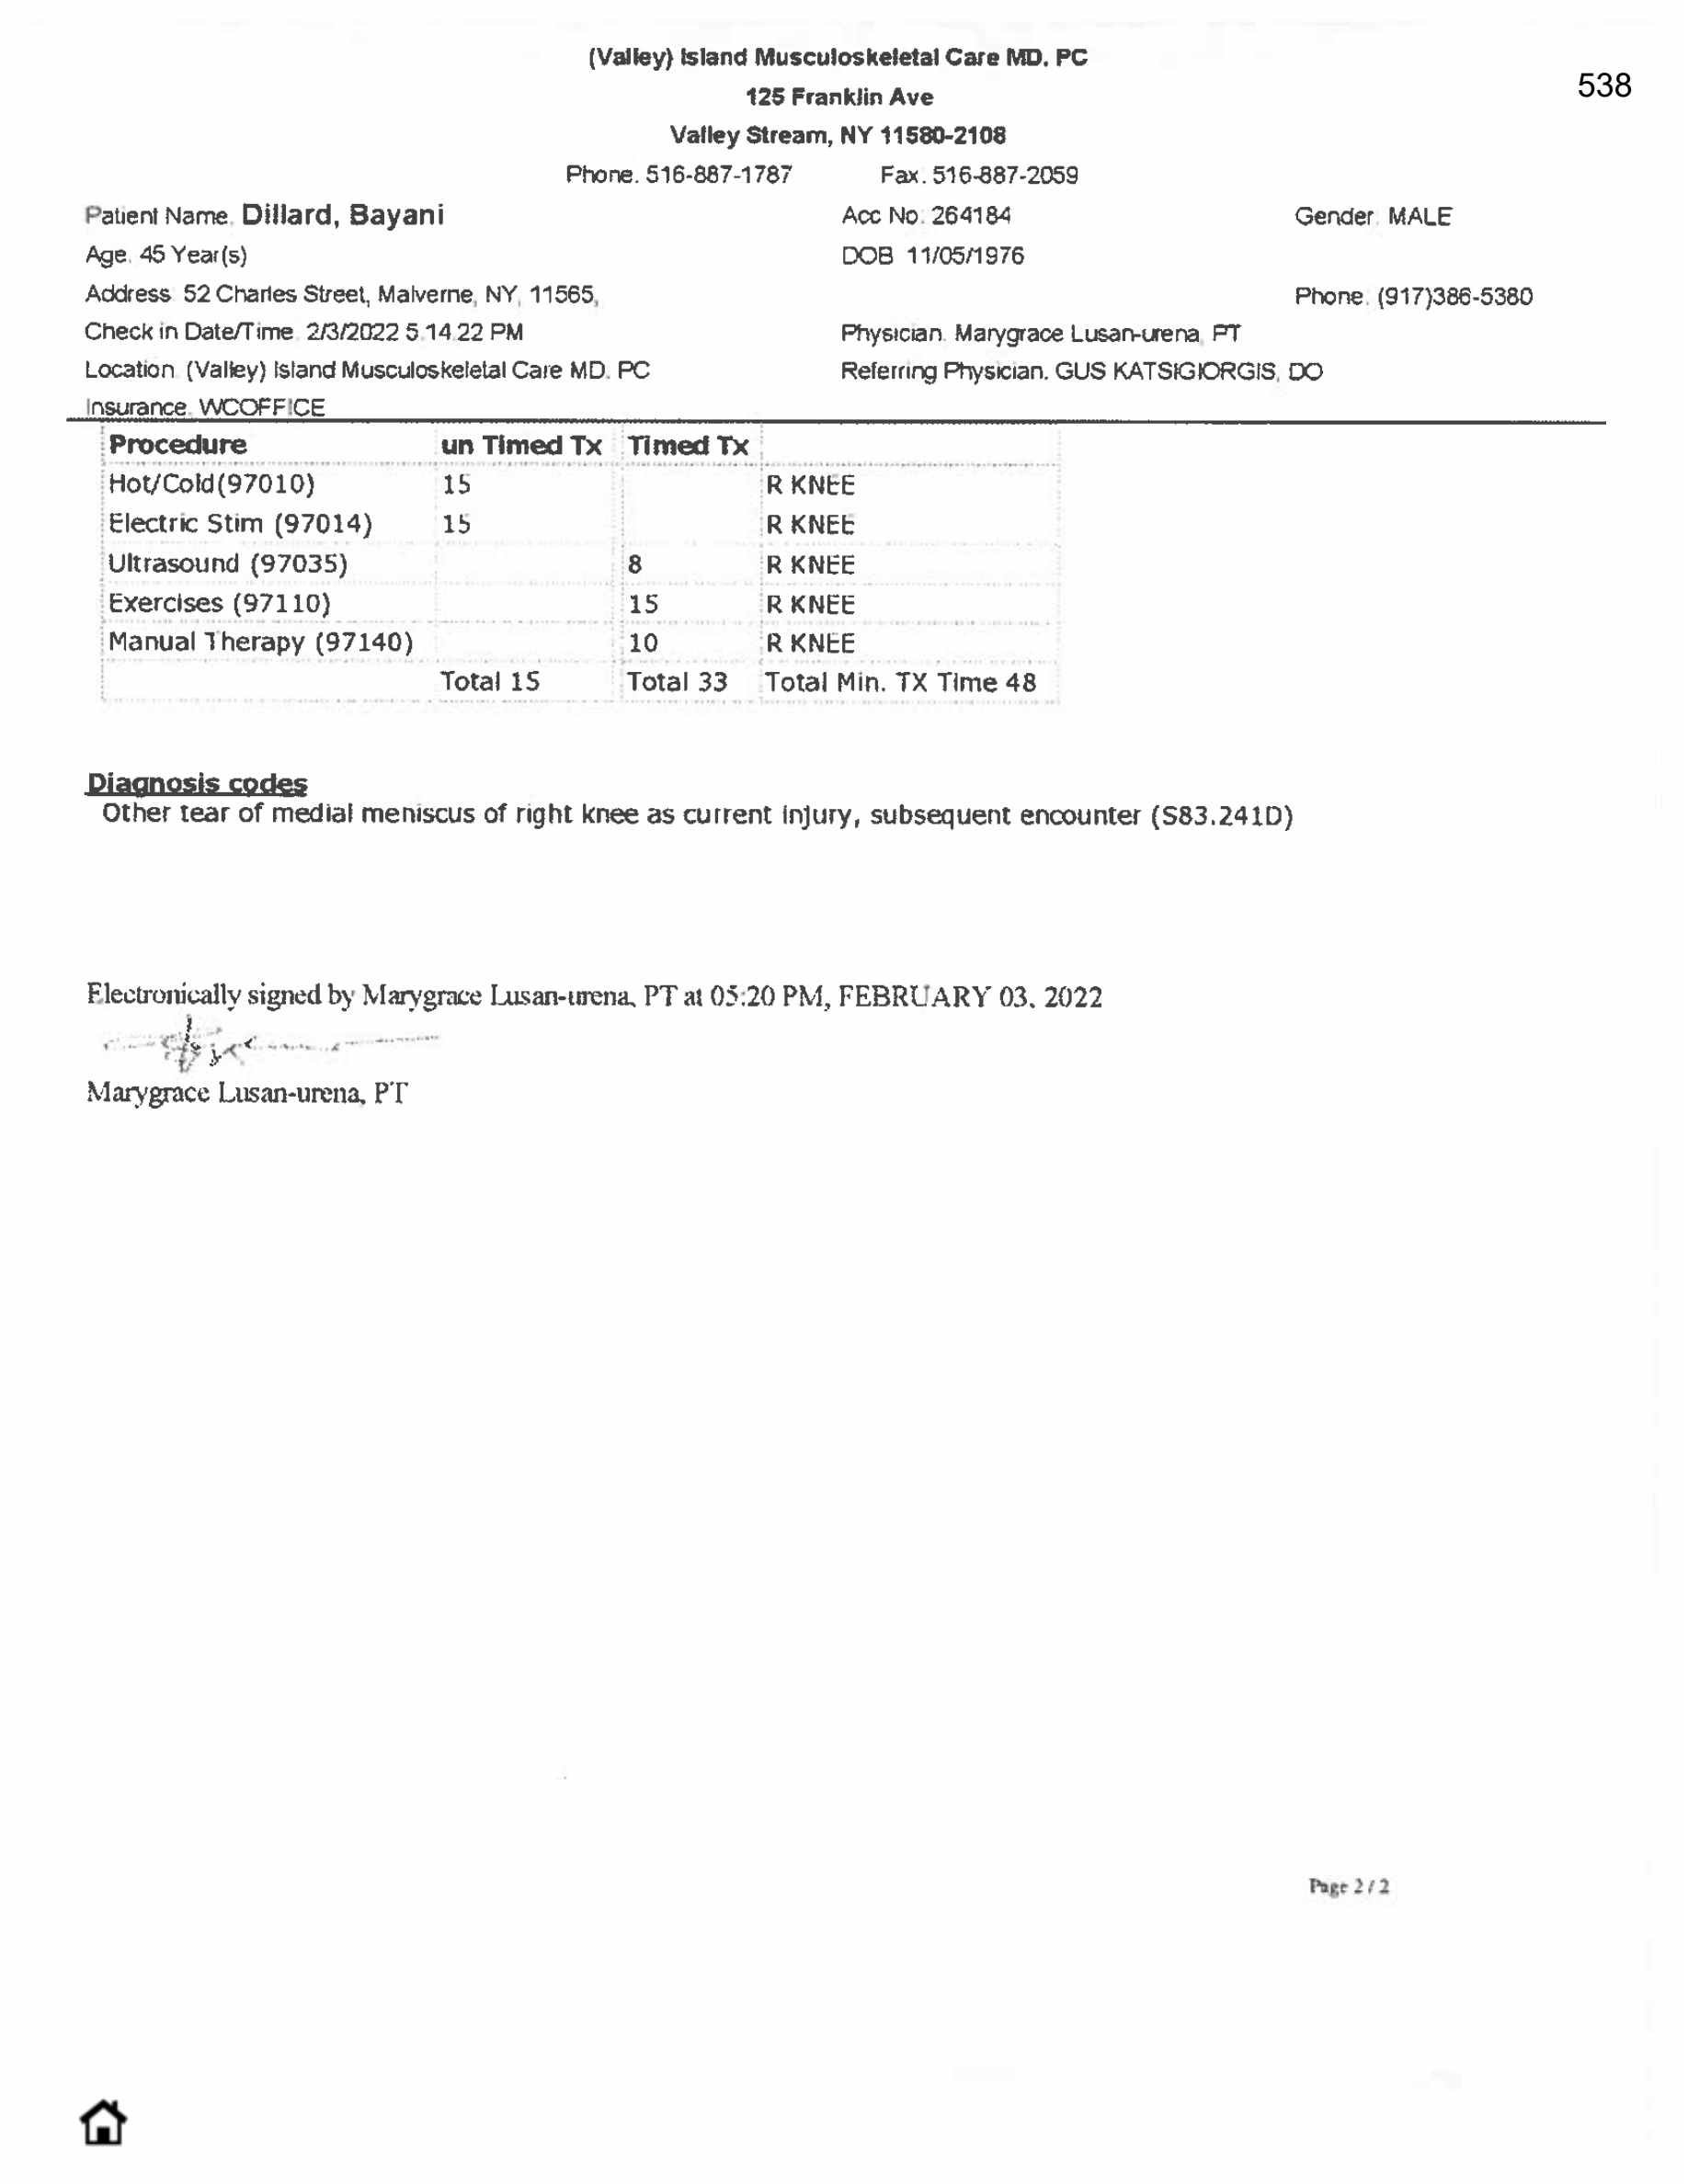 (Valley) Island Musculoskeletal Care MD. PC
538
125 Franklin Ave
Valley Stream, NY 11580-2108
Phone. 516-887-1787 Fax. 516-887-2059
Patient Name. Dillard, Bayani Acc No: 264184 Gender: MALE
Age. 45 Year(s) DOB 11/05/1976
Address 52 Charles Street, Malverne, NY, 11565, Phone: (917)386-5380
Check in Date/Time. 2/3/2022 5:14:22 PM Physician. Marygrace Lusan-urena, PT
Location. (Valley) Island Musculoskeletal Care MD. PC Referring Physician. GUS KATSIGIORGIS, DO
Insurance. WCOFFICE
Procedure un Timed Tx Timed Tx
Hot/Cold(97010) 15 R KNEE
Electric Stim (97014) 15 R KNEE
Ultrasound (97035) 8 R KNEE
Exercises (97110) 15 R KNEE
Manual Therapy (97140) 10 R KNEE
Total 15 Total 33 Total Min. TX Time 48
Diagnosis codes
Other tear of medial meniscus of right knee as current injury, subsequent encounter (S83.241D)
Electronically signed by Marygrace Lusan-urena, PT at 05:20 PM, FEBRUARY 03, 2022
Marygrace Lusan-urena, PT
Page 2 / 2